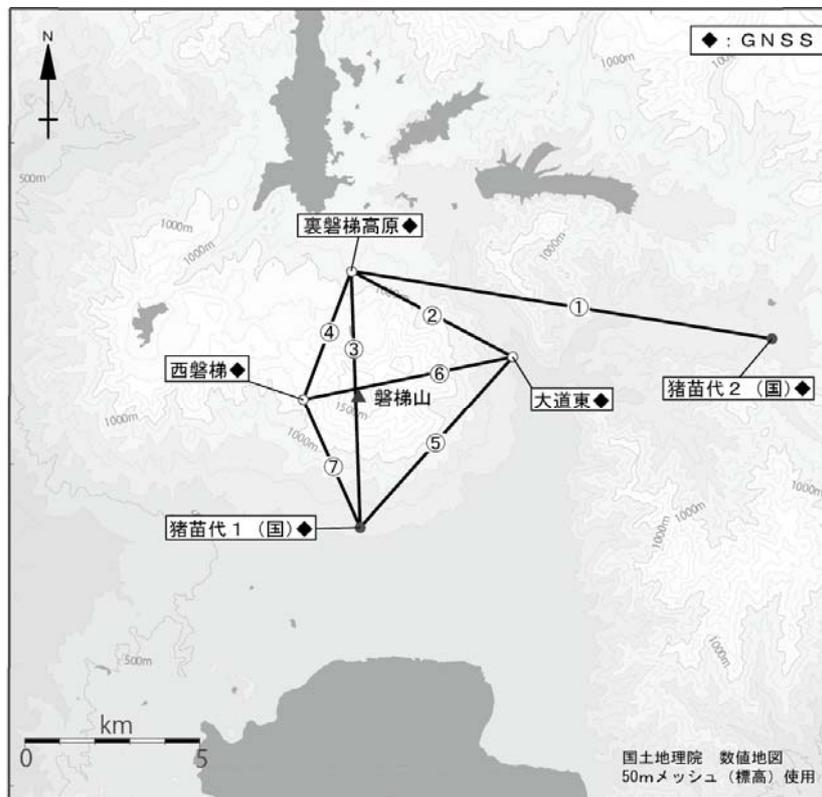 N
◆：ＧＮＳＳ
1000m
500m
1000m
1000m
1000m
裏磐梯高原◆
1000m
①
②
④
③
西磐梯◆
⑥
大道東◆
猪苗代２（国）◆
▲磐梯山
1500m
1000m
1000m
⑤
⑦
1000m
猪苗代１（国）◆
1000m
1000m
500m
1000m
km
0 5
国土地理院 数値地図
50mメッシュ（標高）使用